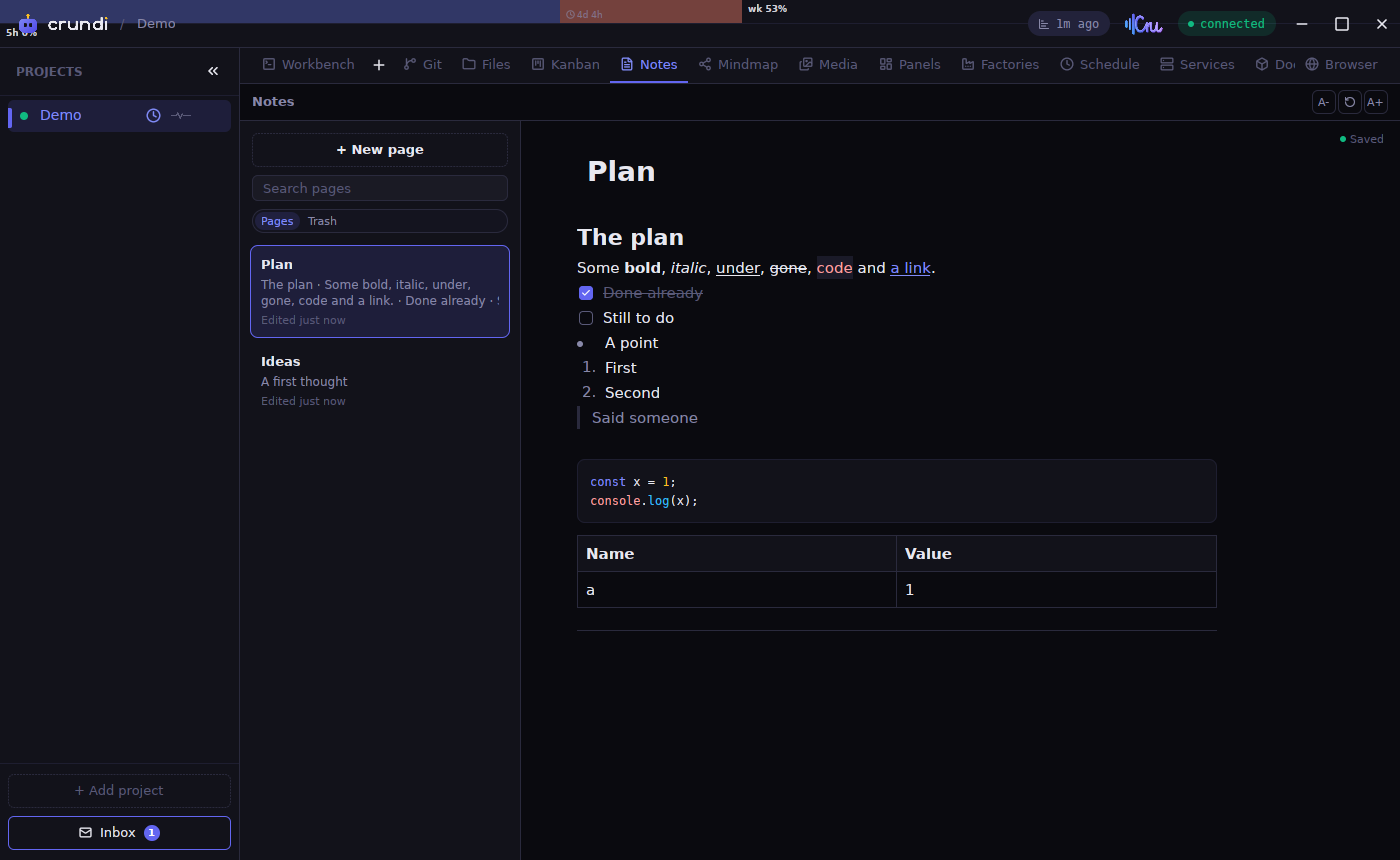 4d 4h
wk 53%
crundi / Demo
1m ago
connected
PROJECTS
Workbench
Git
Files
Kanban
Notes
Mindmap
Media
Panels
Factories
Schedule
Services
Browser
Demo
Notes
A-
A+
+ New page
Saved
Search pages
Pages
Trash
Plan
The plan · Some bold, italic, under,
gone, code and a link. · Done already ·
Edited just now
Ideas
A first thought
Edited just now
Plan
The plan
Some bold, italic, under, gone, code and a link.
Done already
Still to do
A point
1. First
2. Second
Said someone
const x = 1;
console.log(x);
Name Value
a 1
+ Add project
Inbox 1